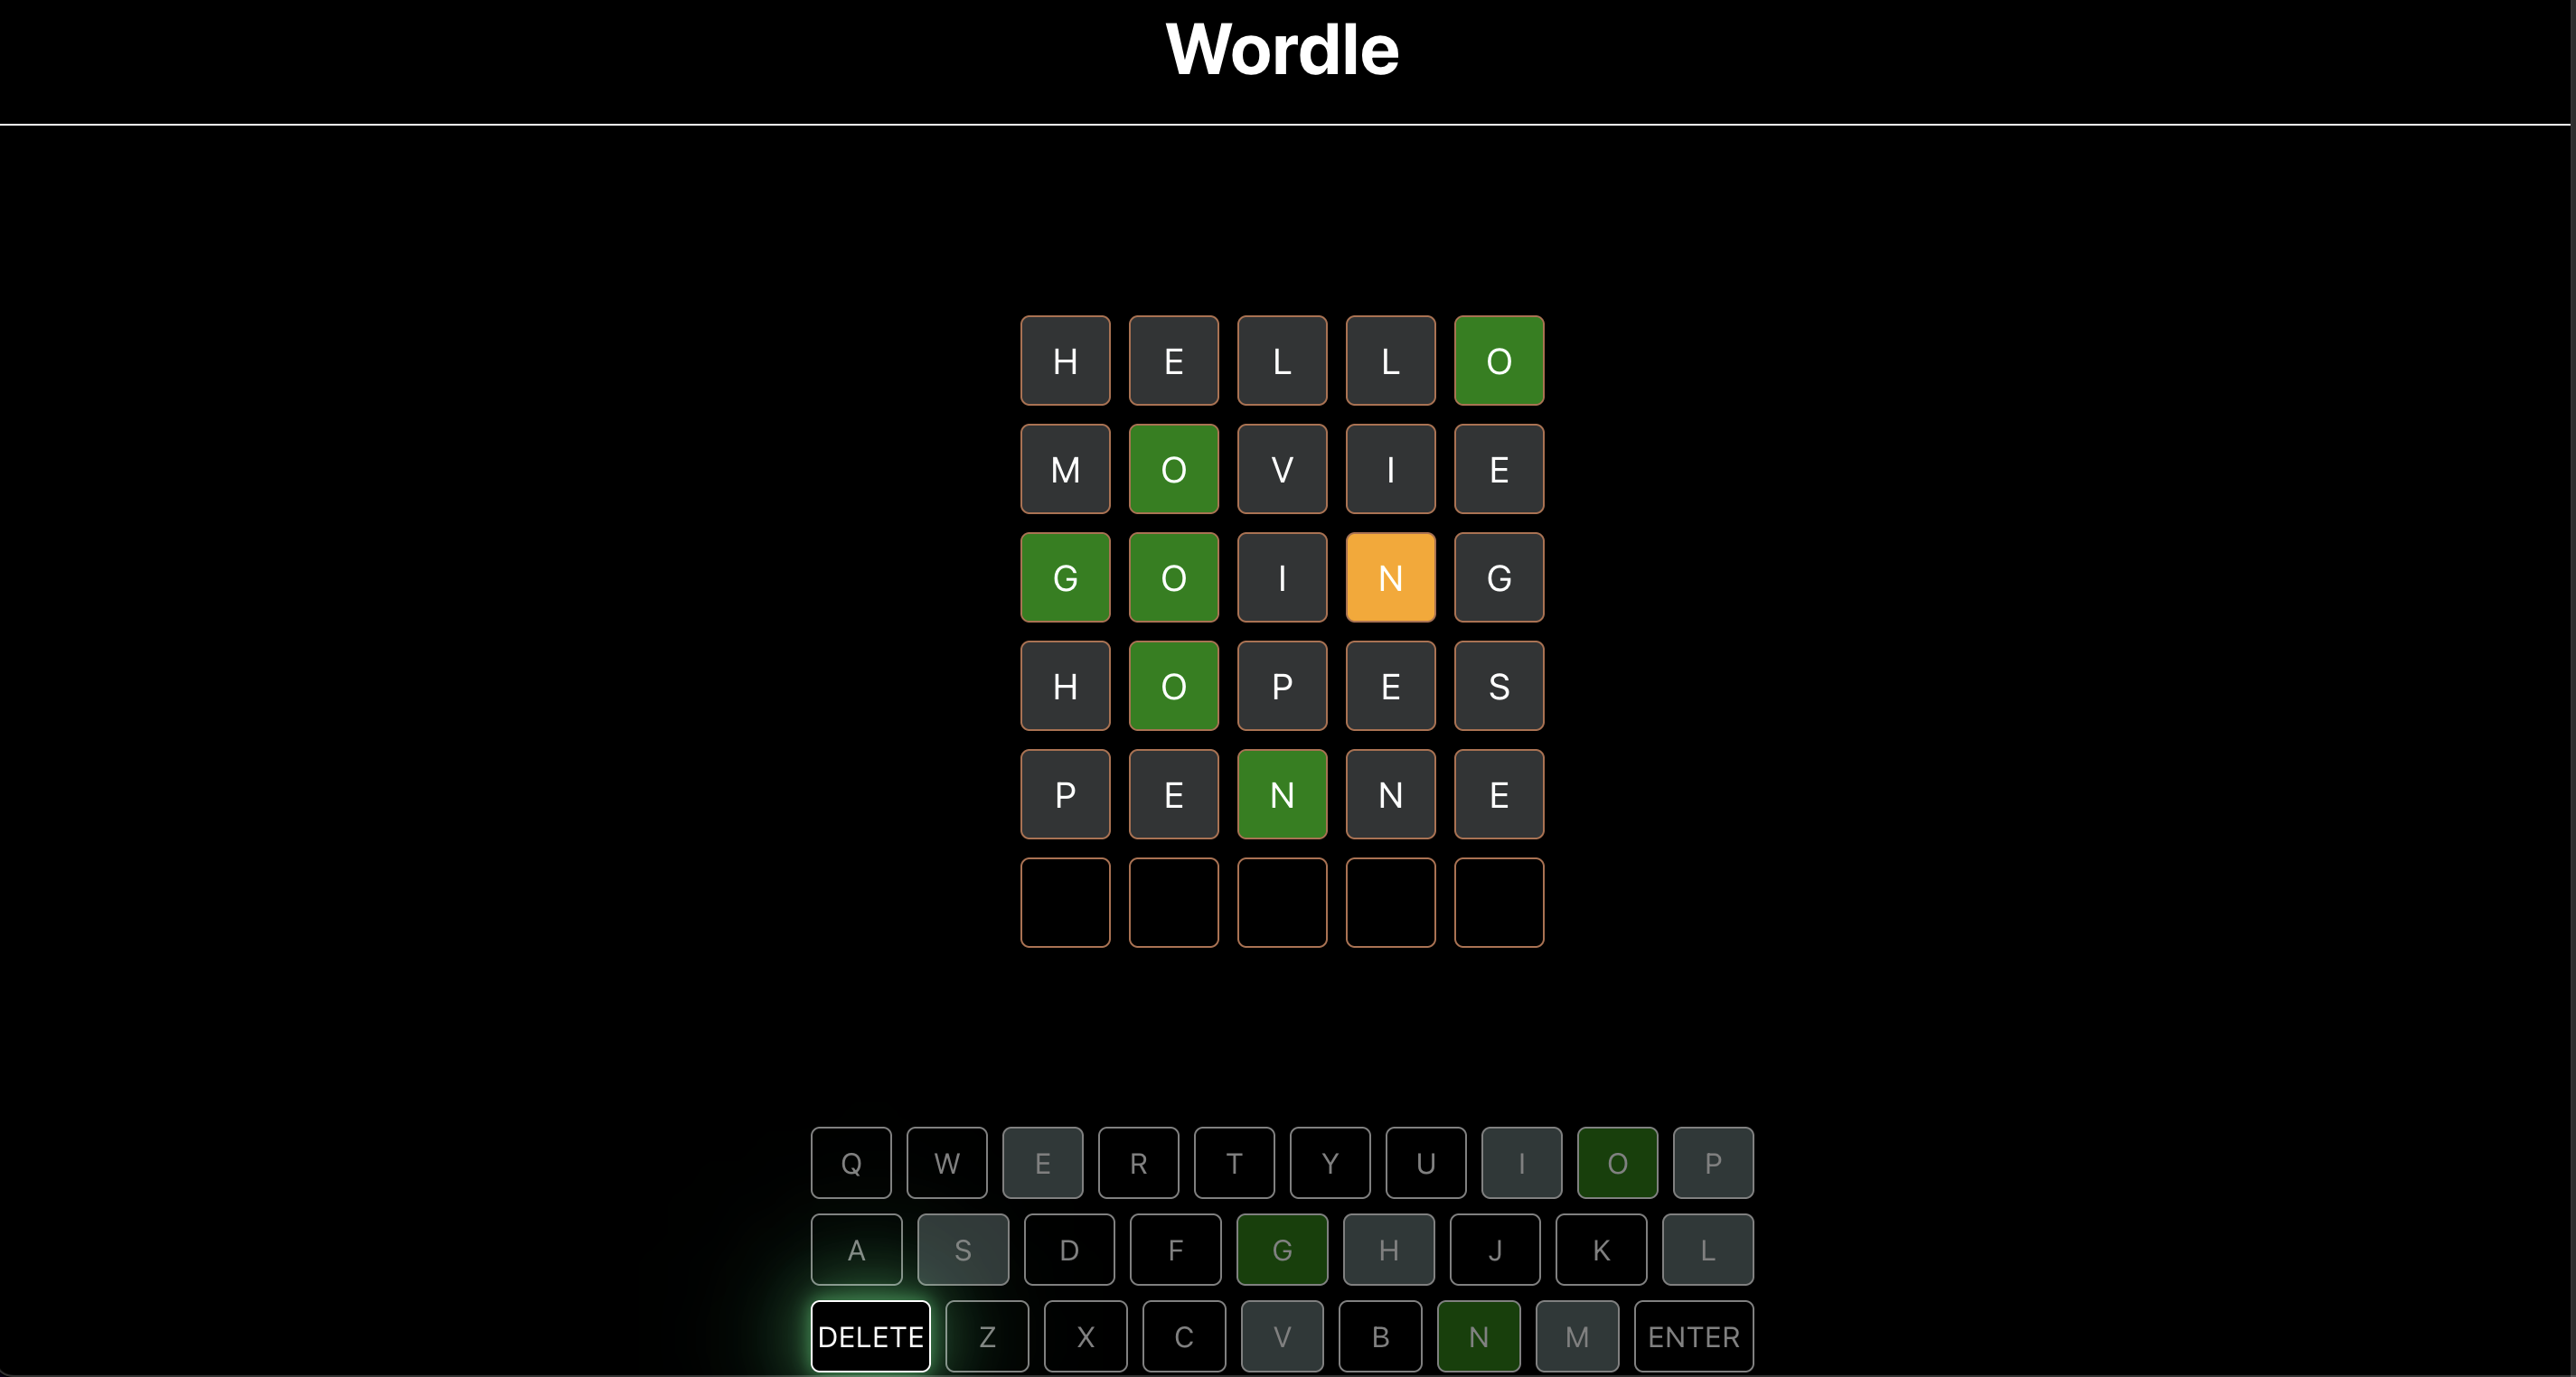 Wordle
H E L L O
M O V I E
G O I N G
H O P E S
P E N N E
Q W E R T Y U I O P
A S D F G H J K L
DELETE Z X C V B N M ENTER